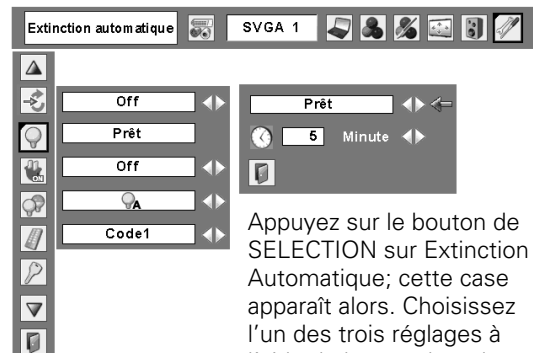 Extinction automatique
SVGA 1
Off
Prêt
Off
A
Code1
ON
Prêt
5 Minute
Appuyez sur le bouton de
SELECTION sur Extinction
Automatique; cette case
apparaît alors. Choisissez
l'un des trois réglages à